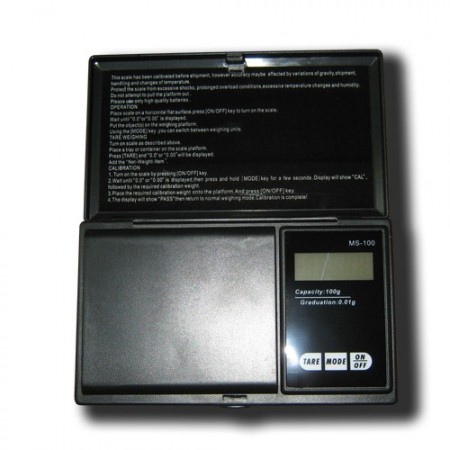 This scale has been calibrated before shipment, however accuracy maybe affected by variations of gravity,shipment,
handling and changes of temperature.
Protect the scale from excessive shocks, prolonged overload conditions,excessive temperature changes and humidity.
Do not attempt to pull the platform out .
Please use only high quality batteries .
OPERATION
Place scale on a horizontal flat surface.press [ON/OFF] key to turn on the scale.
Wait until "0.0" or"0.00" is displayed.
Put the object(s) on the weighing platform.
Using the [MODE] key ,you can switch between weighing units.
TARE WEIGHING
Turn on scale as described above.
Place a tray or container on the scale platform.
Press [TARE] and"0.0" or "0.00" will be displayed.
Add the "Net-Weight-Item".
CALIBRATION
1. Turn on the scale by pressing [ON/OFF] key.
2.Wait until"0.0"or"0.00" is displayed,then press and hold [MODE] key for a few seconds. Display will show "CAL",
followed by the required calibration weight.
3.Place the required calibration weight onto the platform.And press [ON/OFF] key.
4.The display will show "PASS"then return to normal weighing mode.Calibration is complete!
MS-100
Capacity:100g
Graduation:0.01g
TARE MODE ON
OFF